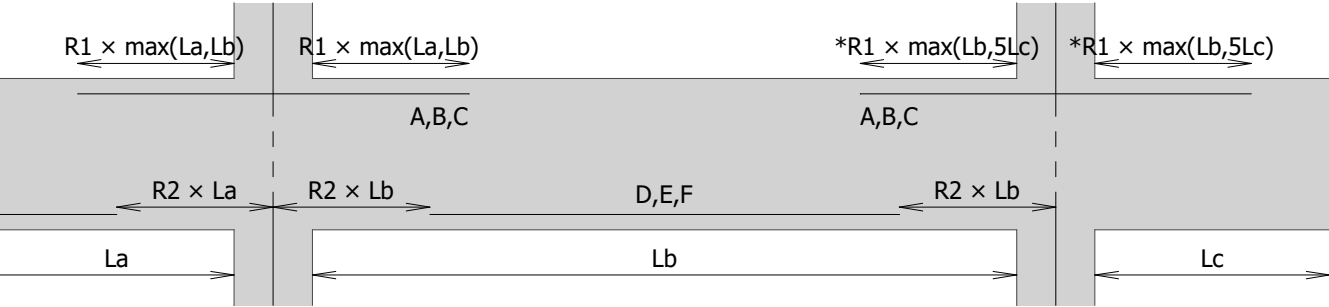 R1 × max(La,Lb) R1 × max(La,Lb) *R1 × max(Lb,5Lc) *R1 × max(Lb,5Lc)
A,B,C A,B,C
R2 × La R2 × Lb D,E,F R2 × Lb
La Lb Lc